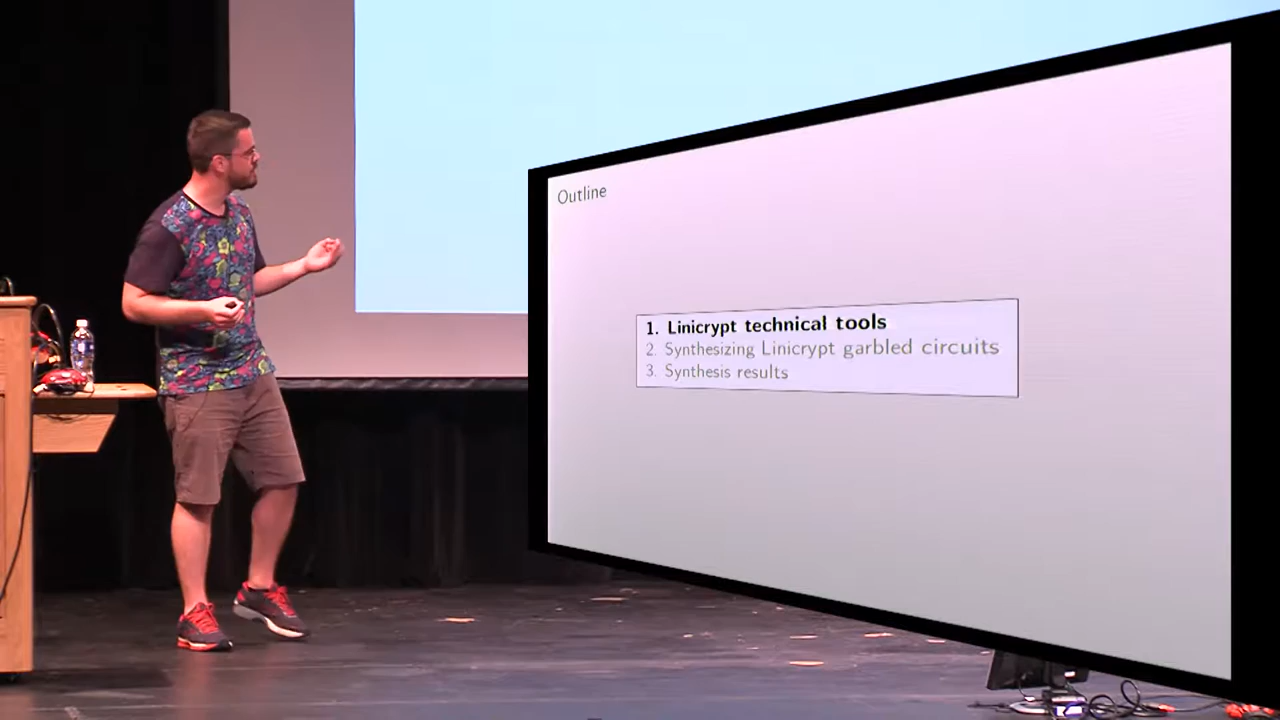 Outline
1. Linicrypt technical tools
2. Synthesizing Linicrypt garbled circuits
3. Synthesis results